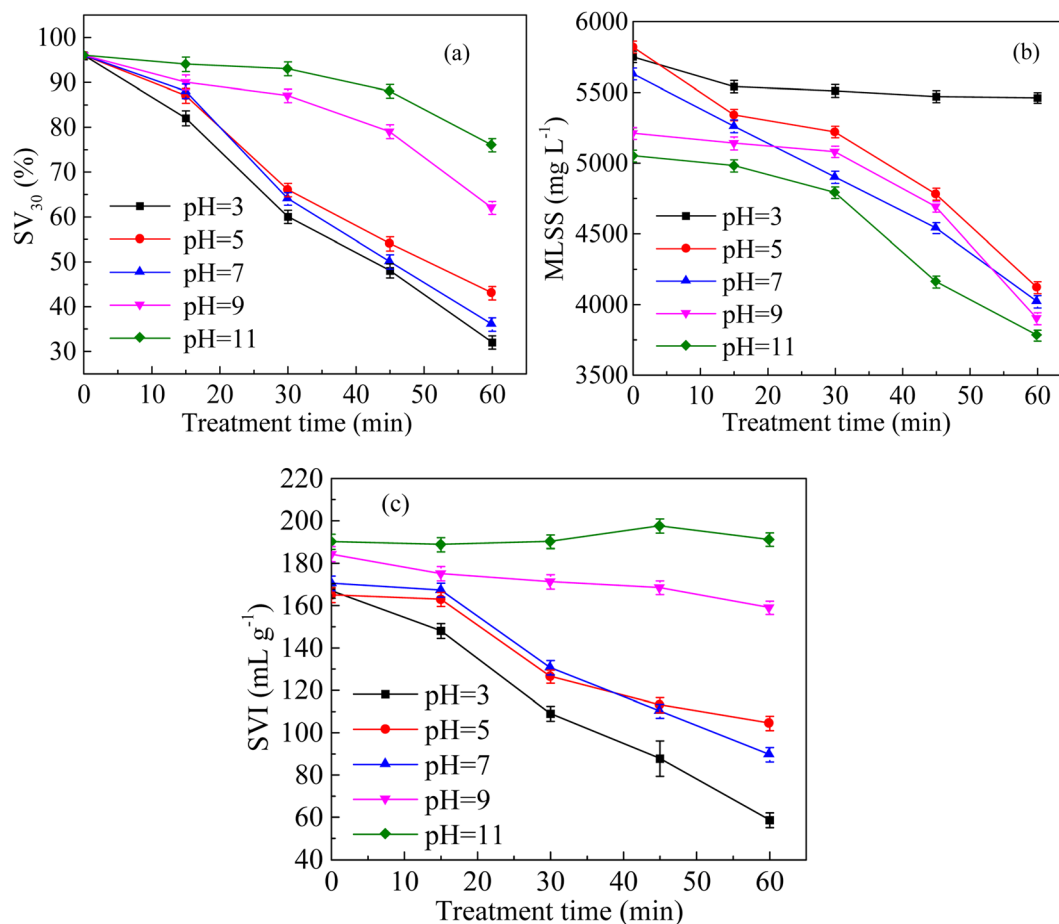 (a)
SV30 (%)
100
90
80
70
60
50
40
30
pH=3
pH=5
pH=7
pH=9
pH=11
0 10 20 30 40 50 60
Treatment time (min)
(b)
MLSS (mg L-1)
6000
5500
5000
4500
4000
3500
pH=3
pH=5
pH=7
pH=9
pH=11
0 10 20 30 40 50 60
Treatment time (min)
(c)
SVI (mL g-1)
220
200
180
160
140
120
100
80
60
40
pH=3
pH=5
pH=7
pH=9
pH=11
0 10 20 30 40 50 60
Treatment time (min)